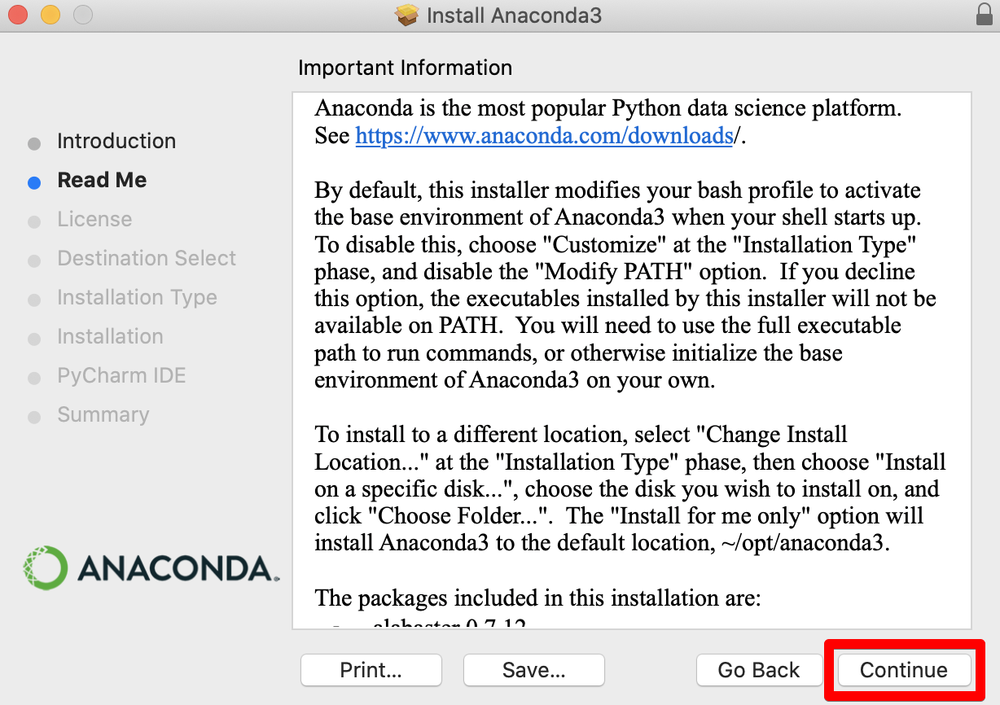 Install Anaconda3
Important Information
Introduction
Read Me
License
Destination Select
Installation Type
Installation
PyCharm IDE
Summary
ANACONDA.
Anaconda is the most popular Python data science platform.
See https://www.anaconda.com/downloads/.
By default, this installer modifies your bash profile to activate
the base environment of Anaconda3 when your shell starts up.
To disable this, choose "Customize" at the "Installation Type"
phase, and disable the "Modify PATH" option.  If you decline
this option, the executables installed by this installer will not be
available on PATH.  You will need to use the full executable
path to run commands, or otherwise initialize the base
environment of Anaconda3 on your own.
To install to a different location, select "Change Install
Location..." at the "Installation Type" phase, then choose "Install
on a specific disk...", choose the disk you wish to install on, and
click "Choose Folder...".  The "Install for me only" option will
install Anaconda3 to the default location, ~/opt/anaconda3.
The packages included in this installation are:
- alabaster 0.7.12
Print...
Save...
Go Back
Continue